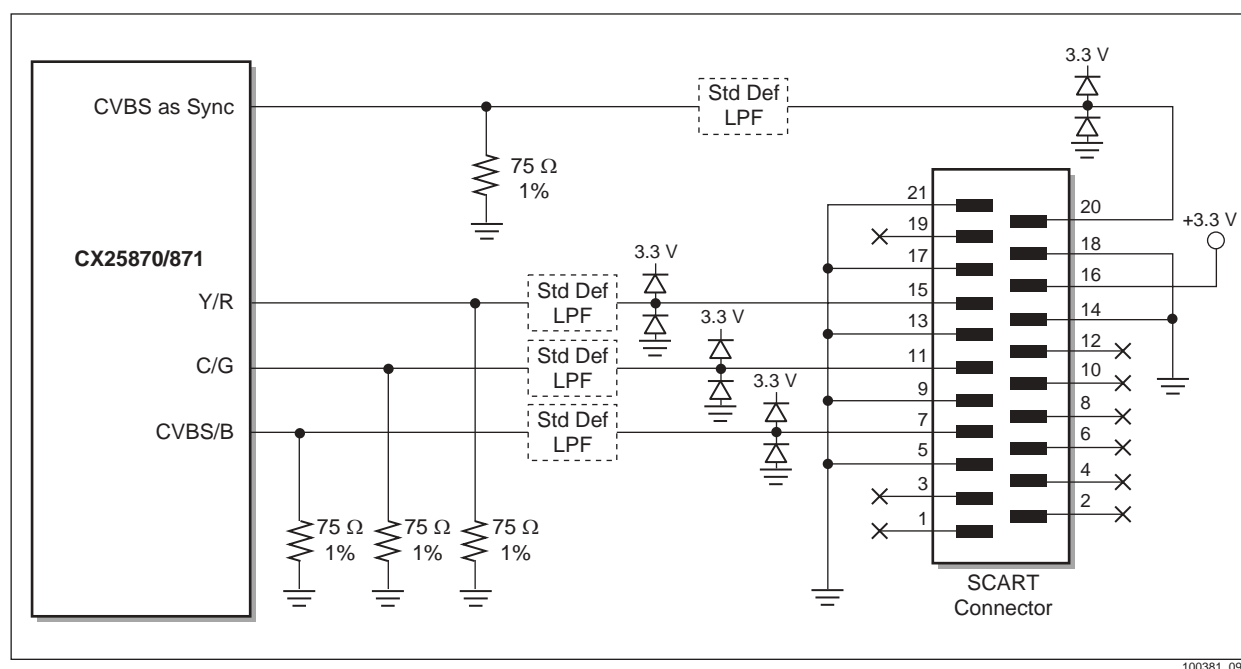 3.3 V
CVBS as Sync
Std Def
LPF
75 Ω
1%
21
20
+3.3 V
19
18
CX25870/871
3.3 V
17
16
Y/R
Std Def
LPF
15
14
3.3 V
13
12
C/G
Std Def
LPF
11
10
3.3 V
9
8
CVBS/B
Std Def
LPF
7
6
5
4
3
2
1
75 Ω
1%
75 Ω
1%
75 Ω
1%
SCART
Connector